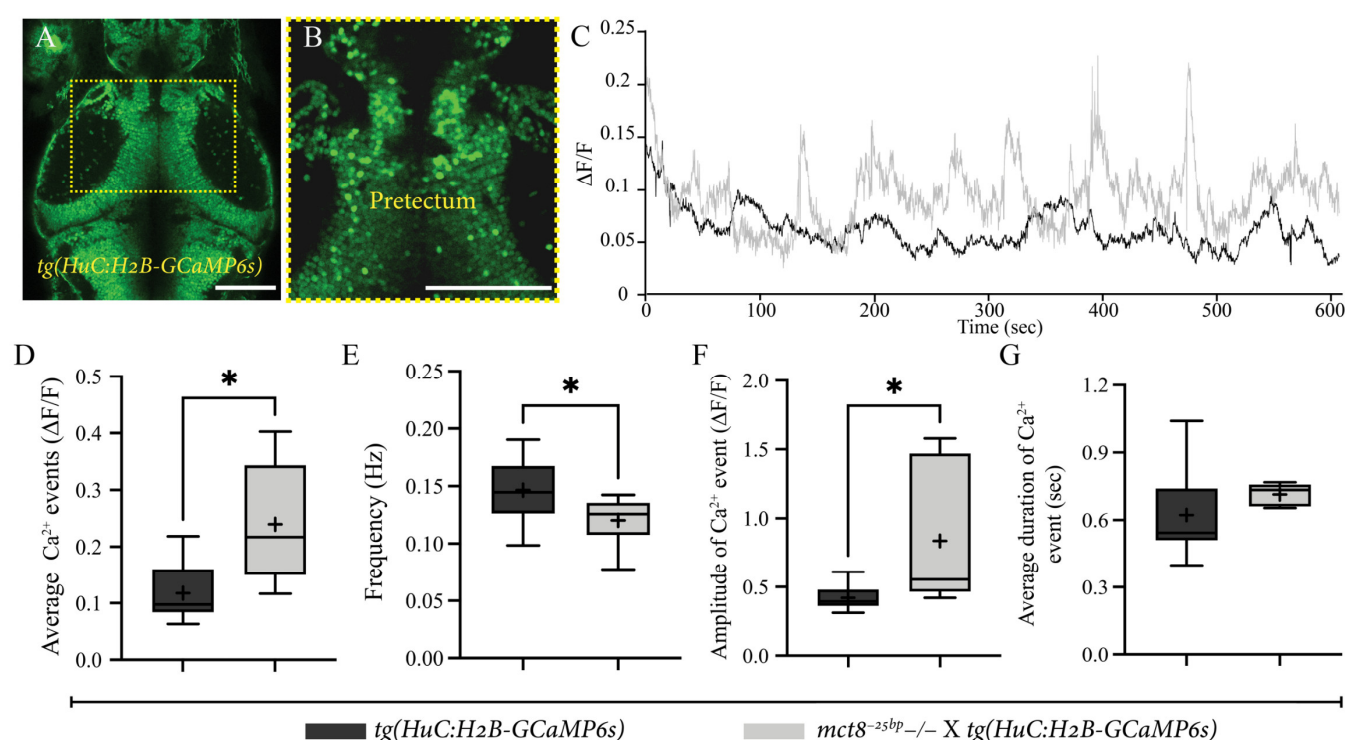 A
tg(HuC:H2B-GCaMP6s)
B
Pretectum
C
ΔF/F
0.25
0.2
0.15
0.1
0.05
0
0 100 200 300 400 500 600
Time (sec)
D
Average Ca²⁺ events (ΔF/F)
0.5
0.4
0.3
0.2
0.1
0.0
*
E
Frequency (Hz)
0.25
0.20
0.15
0.10
0.05
0.00
*
F
Amplitude of Ca²⁺ event (ΔF/F)
2.0
1.5
1.0
0.5
0.0
*
G
Average duration of Ca²⁺
event (sec)
1.2
0.9
0.6
0.3
0.0
tg(HuC:H2B-GCaMP6s)
mct8⁻²⁵ᵇᵖ−/− X tg(HuC:H2B-GCaMP6s)